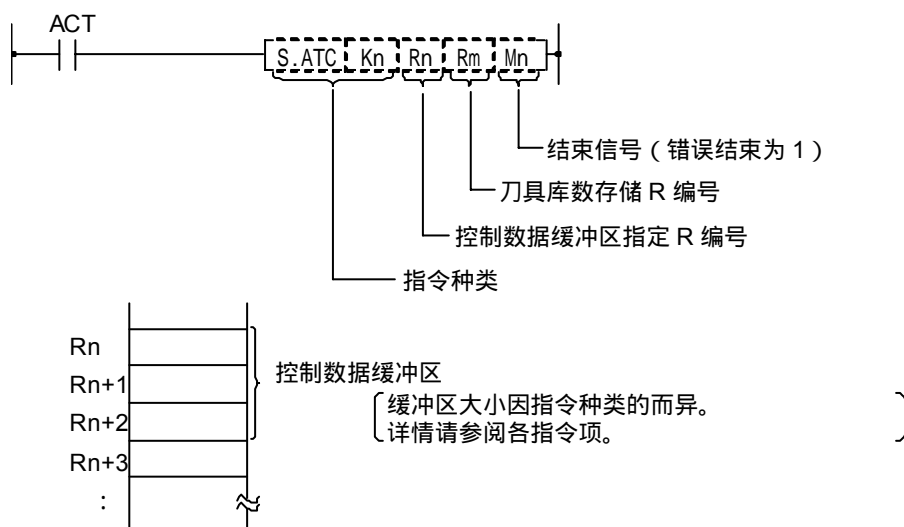 ACT
S.ATC Kn Rn Rm Mn
结束信号（错误结束为 1）
刀具库数存储 R 编号
控制数据缓冲区指定 R 编号
指令种类
Rn
Rn+1
Rn+2
Rn+3
:
控制数据缓冲区
缓冲区大小因指令种类的而异。
详情请参阅各指令项。